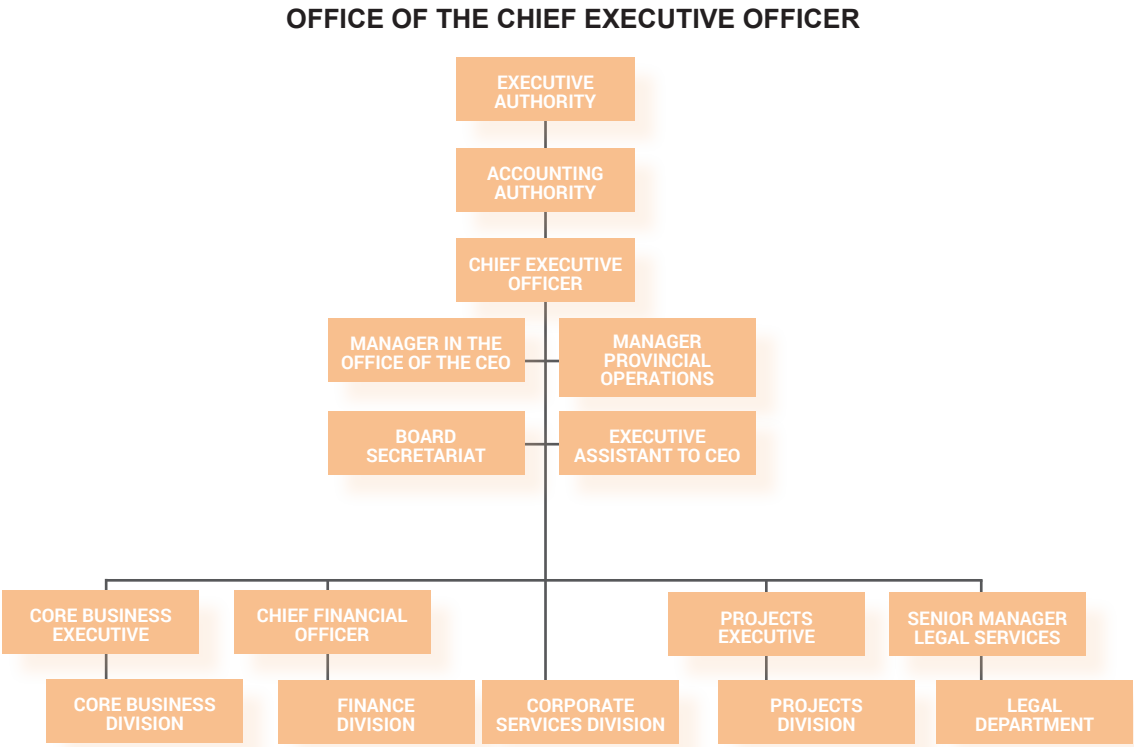 OFFICE OF THE CHIEF EXECUTIVE OFFICER
EXECUTIVE
AUTHORITY
ACCOUNTING
AUTHORITY
CHIEF EXECUTIVE
OFFICER
MANAGER IN THE
OFFICE OF THE CEO
MANAGER
PROVINCIAL
OPERATIONS
BOARD
SECRETARIAT
EXECUTIVE
ASSISTANT TO CEO
CORE BUSINESS
EXECUTIVE
CHIEF FINANCIAL
OFFICER
PROJECTS
EXECUTIVE
SENIOR MANAGER
LEGAL SERVICES
CORE BUSINESS
DIVISION
FINANCE
DIVISION
CORPORATE
SERVICES DIVISION
PROJECTS
DIVISION
LEGAL
DEPARTMENT